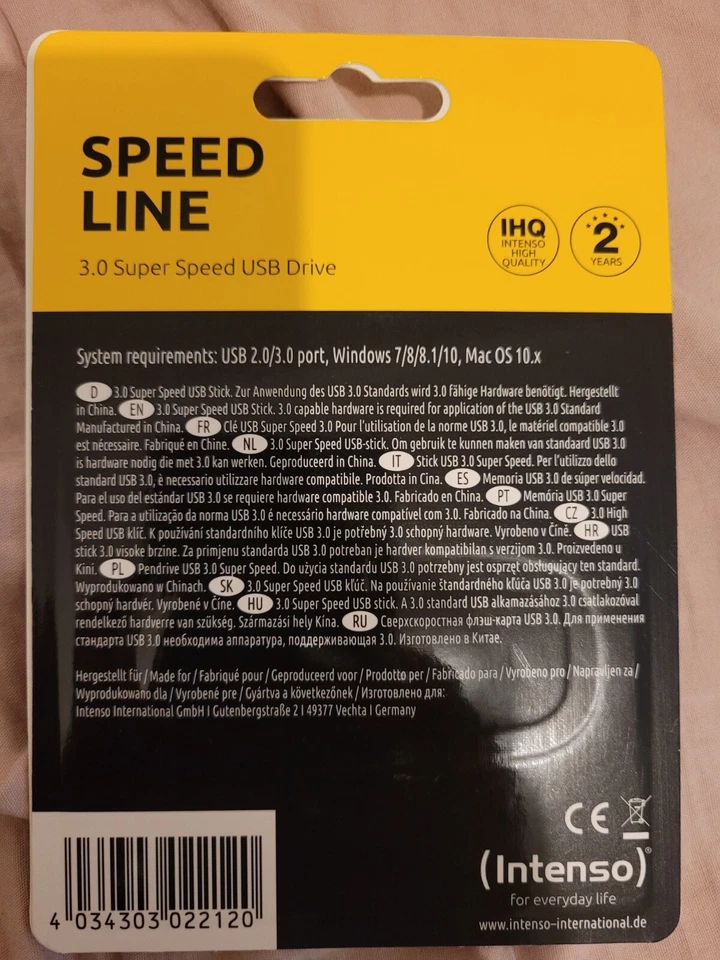 SPEED
LINE
3.0 Super Speed USB Drive
IHQ
INTENSO
HIGH
QUALITY
2
YEARS
System requirements: USB 2.0/3.0 port, Windows 7/8/8.1/10, Mac OS 10.x
D 3.0 Super Speed USB Stick. Zur Anwendung des USB 3.0 Standards wird 3.0 fähige Hardware benötigt. Hergestellt
in China. EN 3.0 Super Speed USB Stick. 3.0 capable hardware is required for application of the USB 3.0 Standard
Manufactured in China. FR Clé USB Super Speed 3.0 Pour l'utilisation de la norme USB 3.0, le matériel compatible 3.0
est nécessaire. Fabriqué en Chine. NL 3.0 Super Speed USB-stick. Om gebruik te kunnen maken van standaard USB 3.0
is hardware nodig die met 3.0 kan werken. Geproduceerd in China. IT Stick USB 3.0 Super Speed. Per l'utilizzo dello
standard USB 3.0, è necessario utilizzare hardware compatibile. Prodotta in Cina. ES Memoria USB 3.0 de súper velocidad.
Para el uso del estándar USB 3.0 se requiere hardware compatible 3.0. Fabricado en China. PT Memória USB 3.0 Super
Speed. Para a utilização da norma USB 3.0 é necessário hardware compatível com 3.0. Fabricado na China. CZ 3.0 High
Speed USB klíč. K používání standardního klíče USB 3.0 je potřebný 3.0 schopný hardware. Vyrobeno v Číně. HR USB
stick 3.0 visoke brzine. Za primjenu standarda USB 3.0 potreban je hardver kompatibilan s verzijom 3.0. Proizvedeno u
Kini. PL Pendrive USB 3.0 Super Speed. Do użycia standardu USB 3.0 potrzebny jest osprzęt obsługujący ten standard.
Wyprodukowano w Chinach. SK 3.0 Super Speed USB kľúč. Na používanie štandardného kľúča USB 3.0 je potrebný 3.0
schopný hardvér. Vyrobené v Číne. HU 3.0 Super Speed USB stick. A 3.0 standard USB alkamazásához 3.0 csatlakozóval
rendelkező hardverre van szükség. Származási hely Kína. RU Сверхскоростная флэш-карта USB 3.0. Для применения
стандарта USB 3.0 необходима аппаратура, поддерживающая 3.0. Изготовлено в Китае.
Hergestellt für / Made for / Fabriqué pour / Geproduceerd voor / Prodotto per / Fabricado para / Vyrobeno pro / Napravljen za /
Wyprodukowano dla / Vyrobené pre / Gyártva a következőnek / Изготовлено для:
Intenso International GmbH I Gutenbergstraße 2 I 49377 Vechta I Germany
CE
(Intenso)®
for everyday life
www.intenso-international.de
4 034303 022120